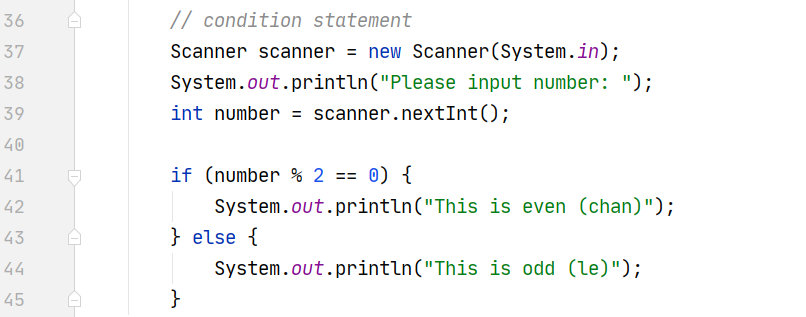 36 // condition statement
37 Scanner scanner = new Scanner(System.in);
38 System.out.println("Please input number: ");
39 int number = scanner.nextInt();
40
41 if (number % 2 == 0) {
42 System.out.println("This is even (chan)");
43 } else {
44 System.out.println("This is odd (le)");
45 }